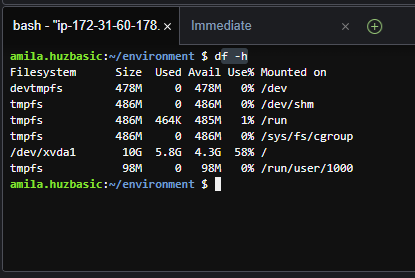 bash - "ip-172-31-60-178.
Immediate
amila.huzbasic:~/environment $ df -h
Filesystem      Size  Used Avail Use% Mounted on
devtmpfs        478M     0  478M   0% /dev
tmpfs           486M     0  486M   0% /dev/shm
tmpfs           486M  464K  485M   1% /run
tmpfs           486M     0  486M   0% /sys/fs/cgroup
/dev/xvda1       10G  5.8G  4.3G  58% /
tmpfs            98M     0   98M   0% /run/user/1000
amila.huzbasic:~/environment $